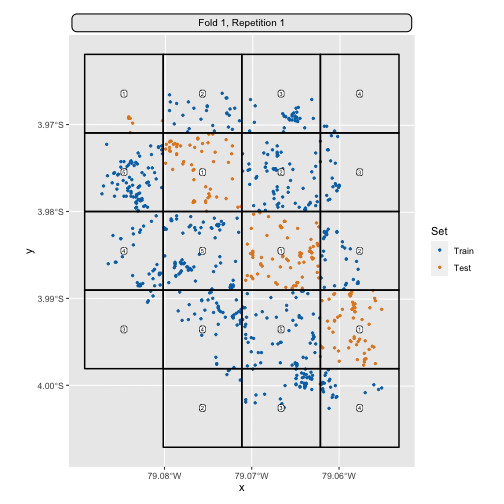 Fold 1, Repetition 1
1 2 3 4
3.97°S
5 1 2 3
3.98°S
Set
4 5 1 2
y
Train
Test
3.99°S
3 4 5 1
4.00°S
2 3 4
79.08°W 79.07°W 79.06°W
x